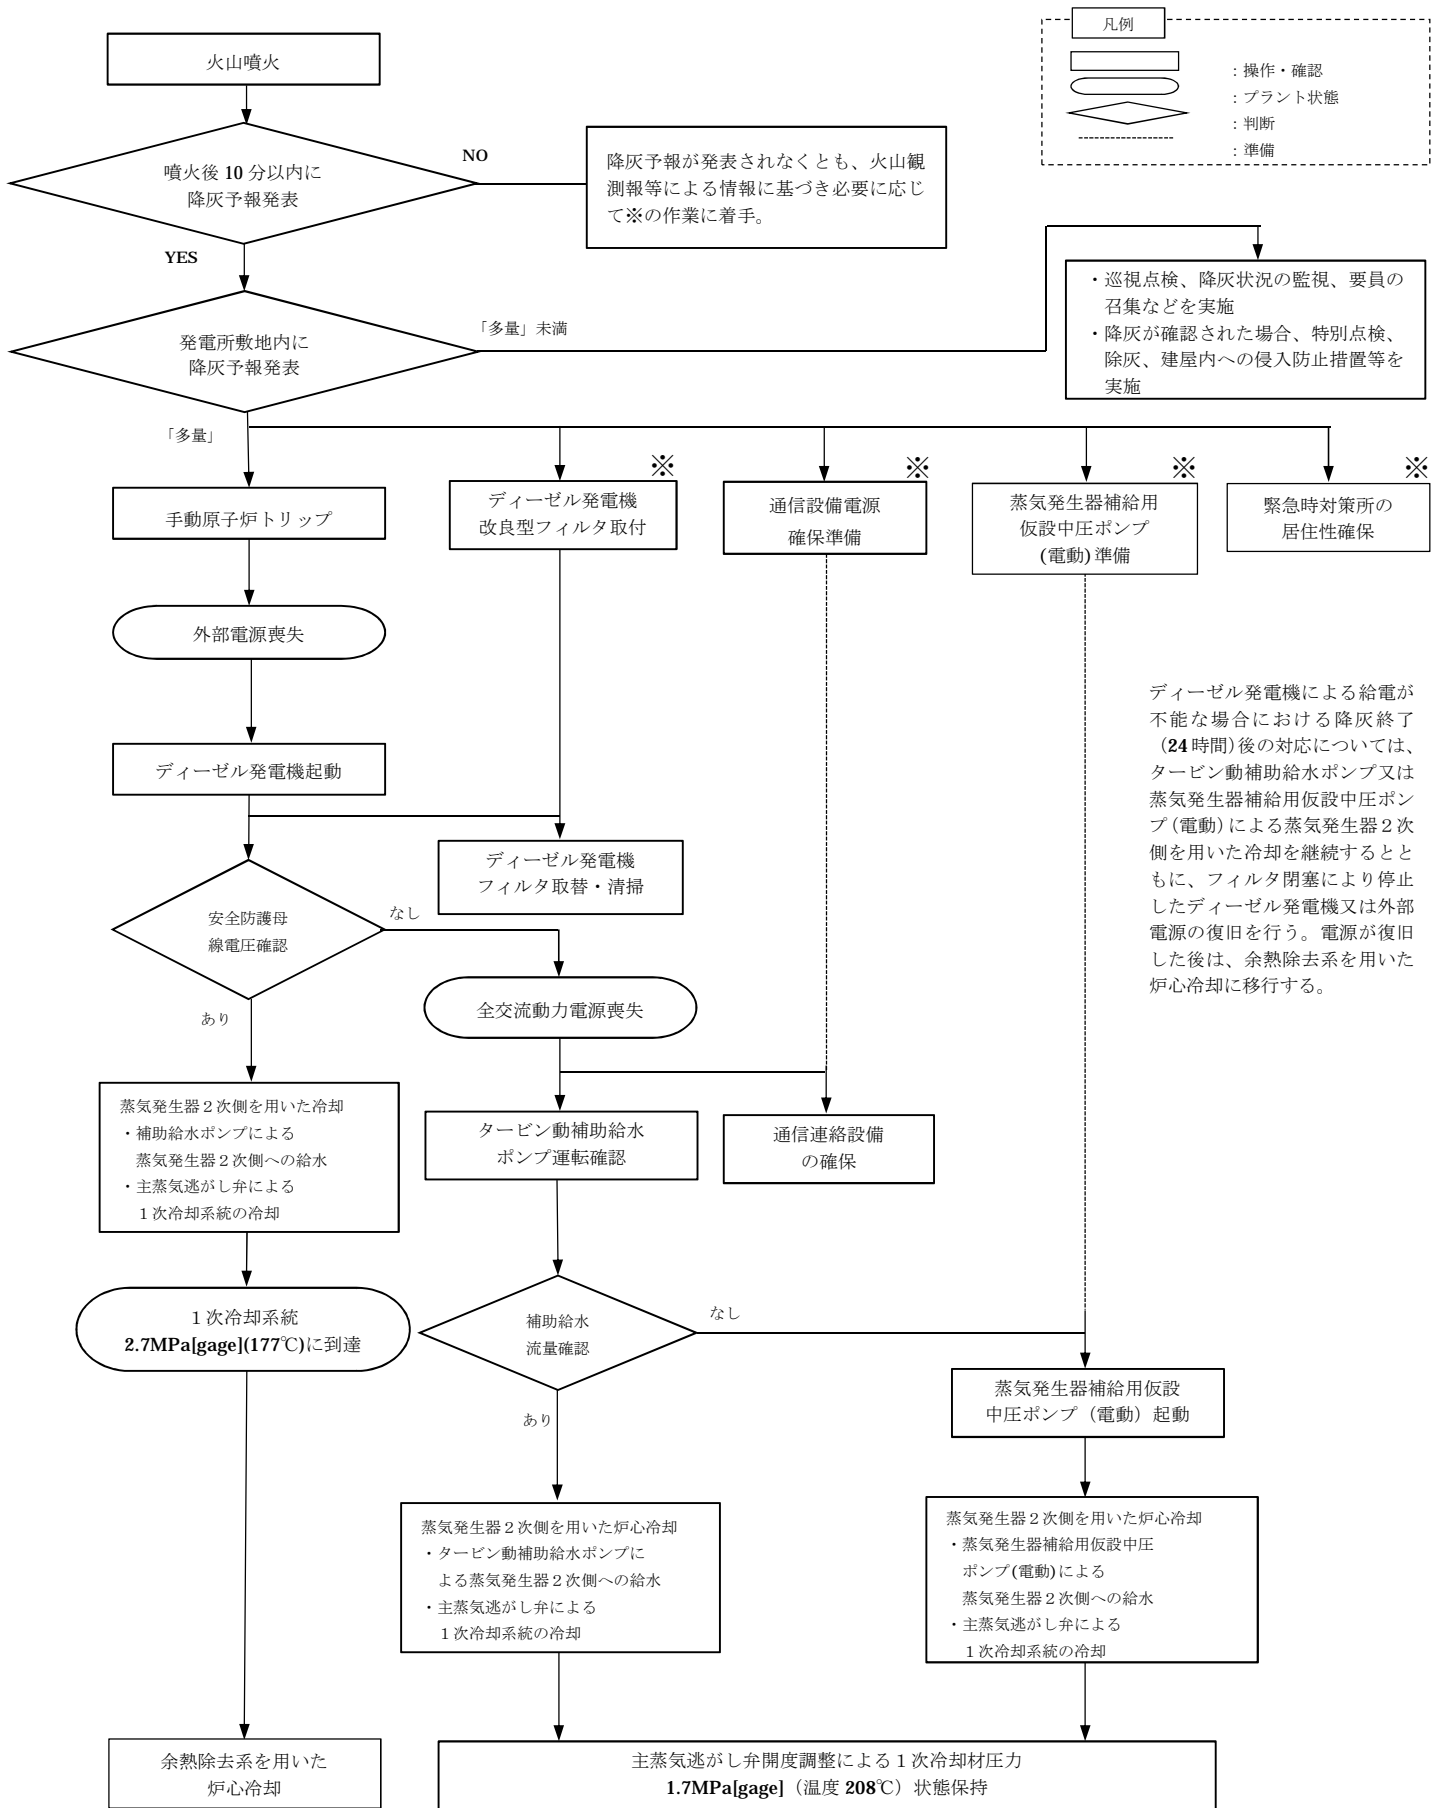 凡例
：操作・確認
：プラント状態
：判断
：準備
火山噴火
噴火後 10 分以内に
降灰予報発表
NO
降灰予報が発表されなくとも、火山観
測報等による情報に基づき必要に応じ
て※の作業に着手。
YES
発電所敷地内に
降灰予報発表
「多量」未満
・巡視点検、降灰状況の監視、要員の
召集などを実施
・降灰が確認された場合、特別点検、
除灰、建屋内への侵入防止措置等を
実施
「多量」
手動原子炉トリップ
※
ディーゼル発電機
改良型フィルタ取付
※
通信設備電源
確保準備
※
蒸気発生器補給用
仮設中圧ポンプ
(電動)準備
※
緊急時対策所の
居住性確保
外部電源喪失
ディーゼル発電機起動
ディーゼル発電機による給電が
不能な場合における降灰終了
（24 時間）後の対応については、
タービン動補助給水ポンプ又は
蒸気発生器補給用仮設中圧ポン
プ（電動）による蒸気発生器２次
側を用いた冷却を継続するとと
もに、フィルタ閉塞により停止
したディーゼル発電機又は外部
電源の復旧を行う。電源が復旧
した後は、余熱除去系を用いた
炉心冷却に移行する。
ディーゼル発電機
フィルタ取替・清掃
安全防護母
線電圧確認
なし
あり
全交流動力電源喪失
蒸気発生器２次側を用いた冷却
・補助給水ポンプによる
蒸気発生器２次側への給水
・主蒸気逃がし弁による
１次冷却系統の冷却
タービン動補助給水
ポンプ運転確認
通信連絡設備
の確保
１次冷却系統
2.7MPa[gage](177℃)に到達
補助給水
流量確認
なし
あり
蒸気発生器補給用仮設
中圧ポンプ（電動）起動
蒸気発生器２次側を用いた炉心冷却
・タービン動補助給水ポンプに
よる蒸気発生器２次側への給水
・主蒸気逃がし弁による
１次冷却系統の冷却
蒸気発生器２次側を用いた炉心冷却
・蒸気発生器補給用仮設中圧
ポンプ(電動)による
蒸気発生器２次側への給水
・主蒸気逃がし弁による
１次冷却系統の冷却
余熱除去系を用いた
炉心冷却
主蒸気逃がし弁開度調整による１次冷却材圧力
1.7MPa[gage]（温度 208℃）状態保持